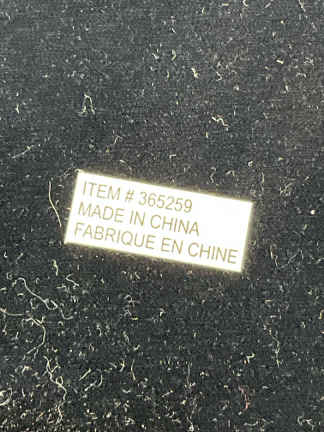 ITEM # 365259
MADE IN CHINA
FABRIQUE EN CHINE